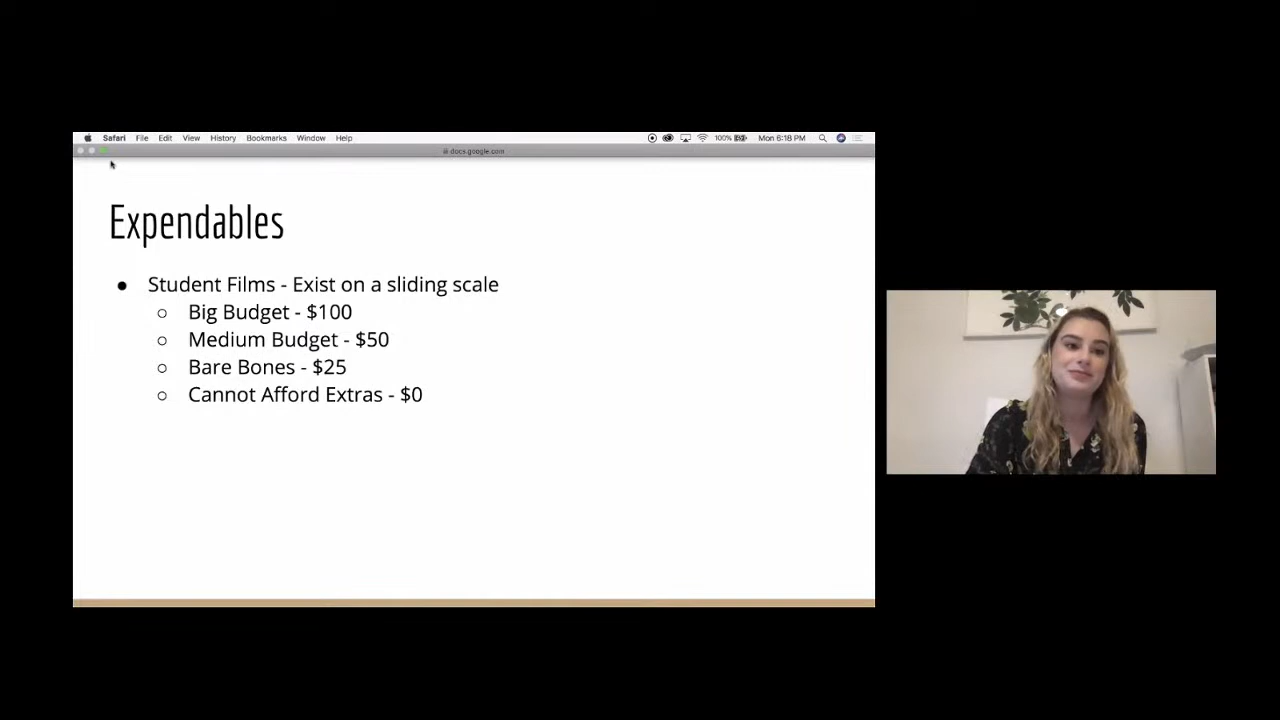 Safari File Edit View History Bookmarks Window Help 100% Mon 6:18 PM
docs.google.com
Expendables
● Student Films - Exist on a sliding scale
○ Big Budget - $100
○ Medium Budget - $50
○ Bare Bones - $25
○ Cannot Afford Extras - $0